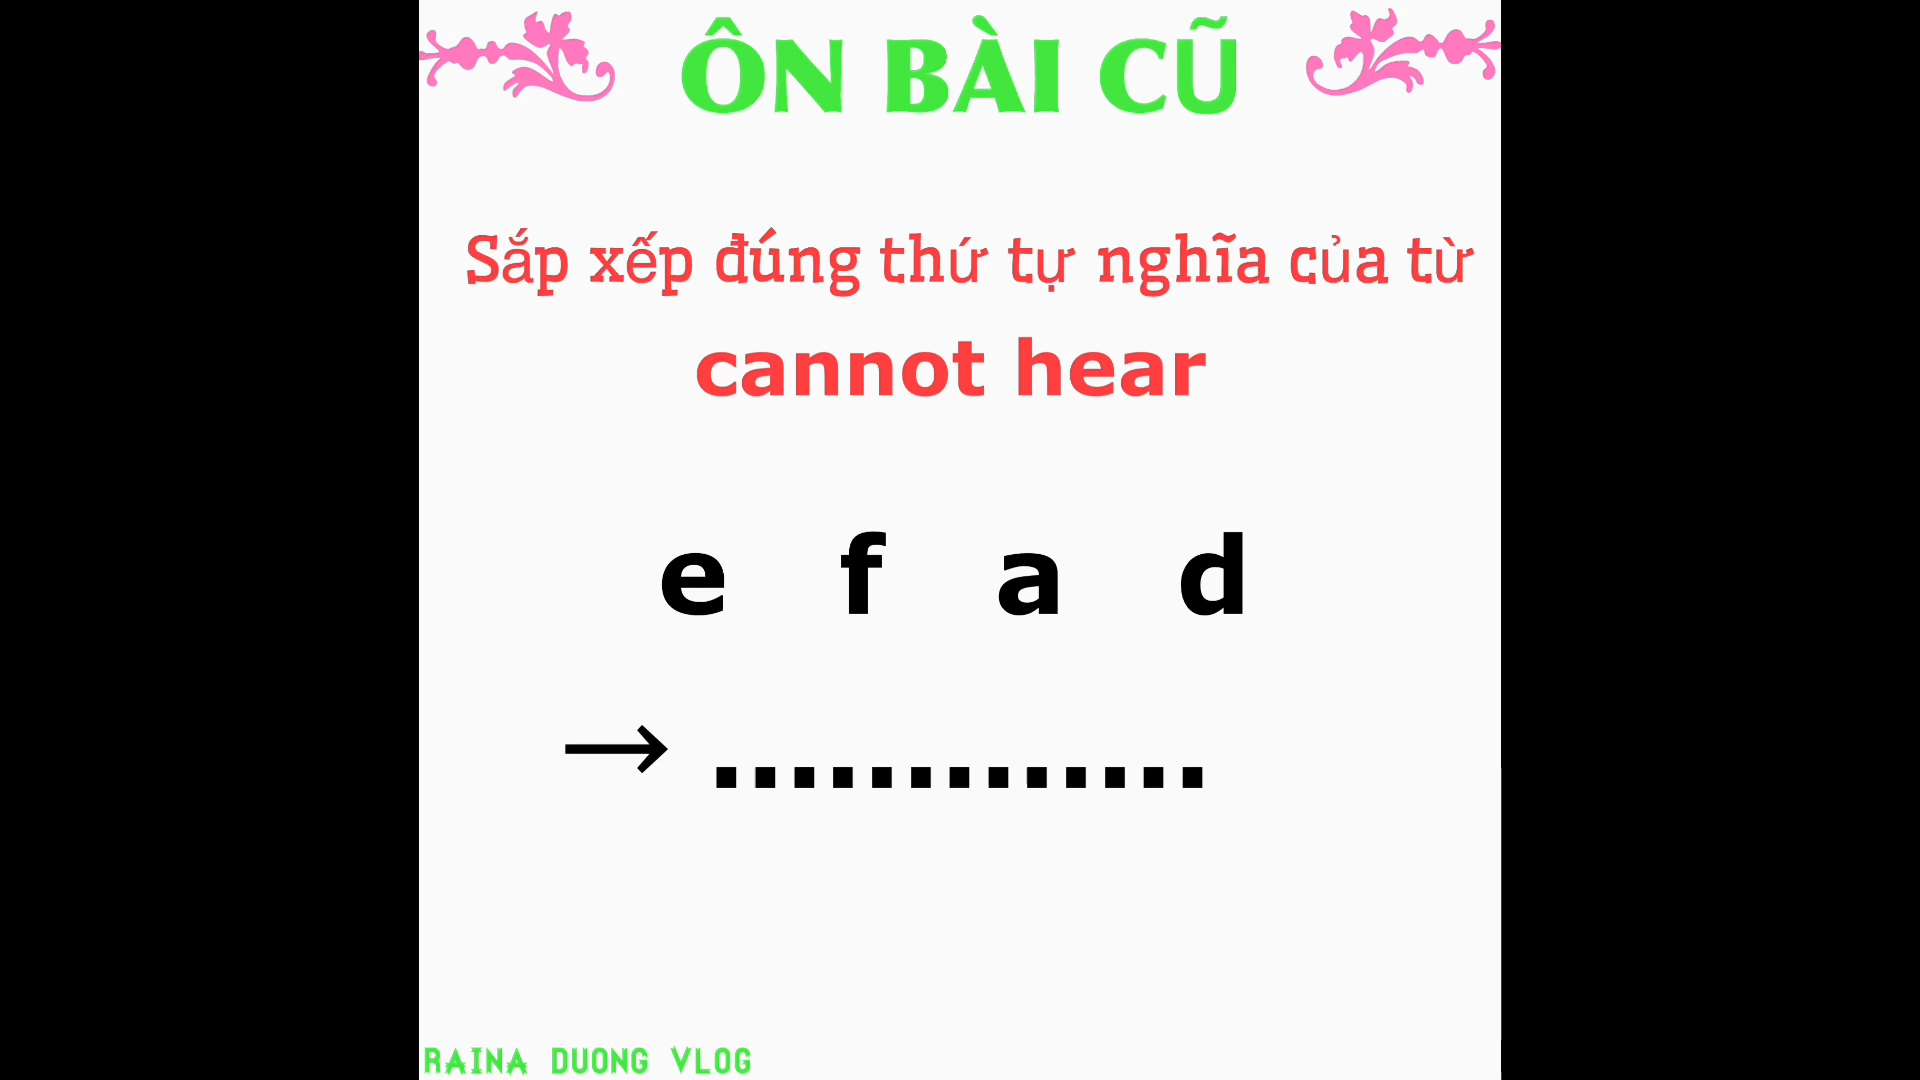 ÔN BÀI CŨ
Sắp xếp đúng thứ tự nghĩa của từ
cannot hear
e f a d
→ .............
RAINA DUONG VLOG